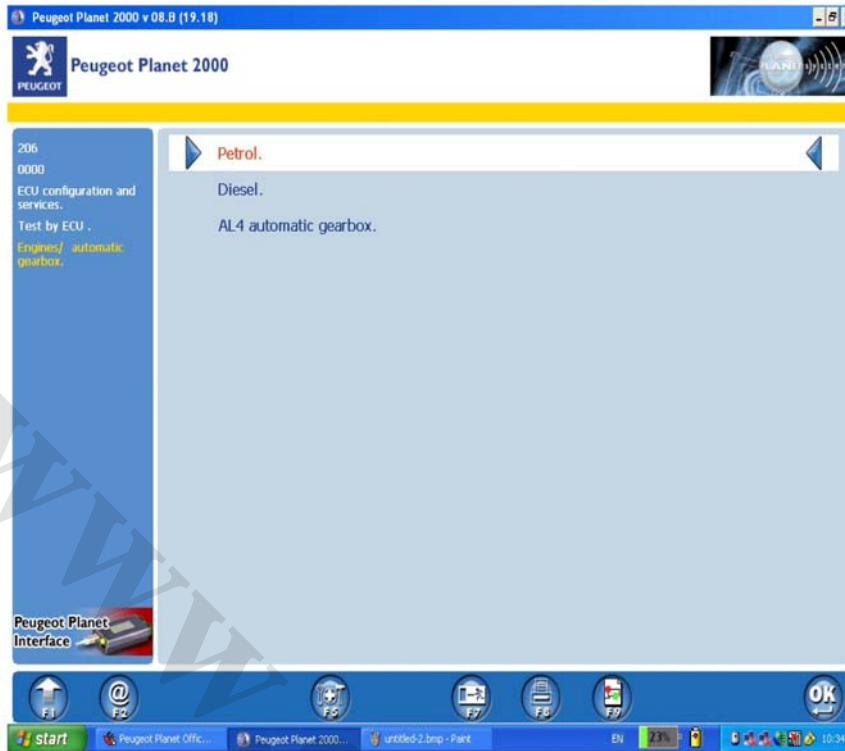 Peugeot Planet 2000 v 08.B (19.18)
PEUGEOT
Peugeot Planet 2000
206
0000
ECU configuration and
services.
Test by ECU .
Engines/ automatic
gearbox.
Petrol.
Diesel.
AL4 automatic gearbox.
Peugeot Planet
Interface
F1
@
F2
F5
F7
F8
F9
OK
start
Peugeot Planet Offic...
Peugeot Planet 2000...
untitled-2.bmp - Paint
EN
23%
10:34
WWW